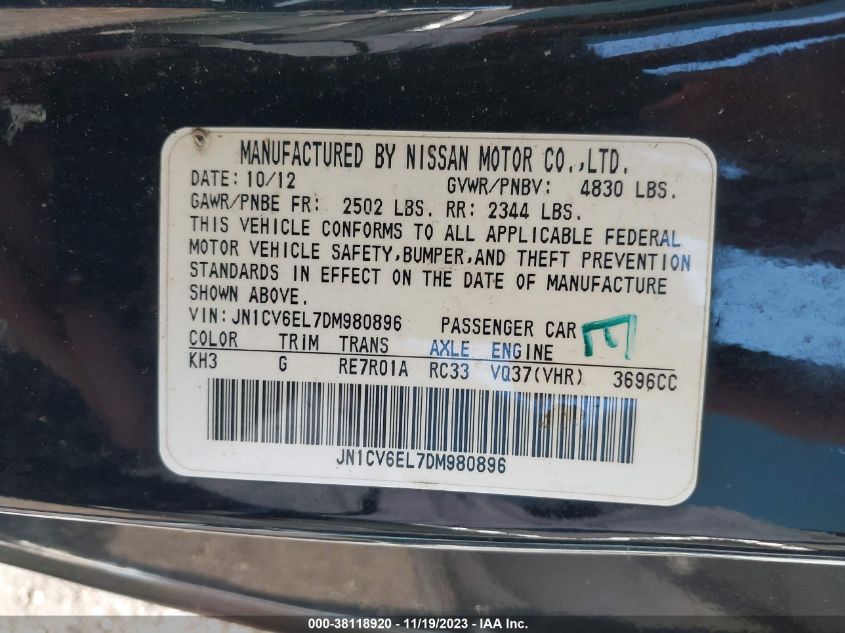 MANUFACTURED BY NISSAN MOTOR CO.,LTD.
DATE: 10/12 GVWR/PNBV: 4830 LBS.
GAWR/PNBE FR: 2502 LBS. RR: 2344 LBS.
THIS VEHICLE CONFORMS TO ALL APPLICABLE FEDERAL
MOTOR VEHICLE SAFETY,BUMPER,AND THEFT PREVENTION
STANDARDS IN EFFECT ON THE DATE OF MANUFACTURE
SHOWN ABOVE.
VIN: JN1CV6EL7DM980896 PASSENGER CAR E
COLOR TRIM TRANS AXLE ENGINE
KH3 G RE7R01A RC33 VQ37(VHR) 3696CC
JN1CV6EL7DM980896
000-38118920 - 11/19/2023 - IAA Inc.